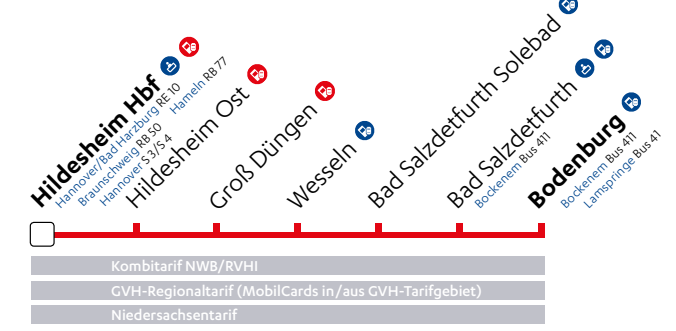 Hildesheim Hbf
Hannover/Bad Harzburg RE 10
Braunschweig RB 50
Hannover S 3/S 4
Hameln RB 77
Hildesheim Ost
Groß Düngen
Wesseln
Bad Salzdetfurth Solebad
Bad Salzdetfurth
Bockenem Bus 411
Bodenburg
Bockenem Bus 411
Lamspringe Bus 41
Kombitarif NWB/RVHI
GVH-Regionaltarif (MobilCards in/aus GVH-Tarifgebiet)
Niedersachsentarif